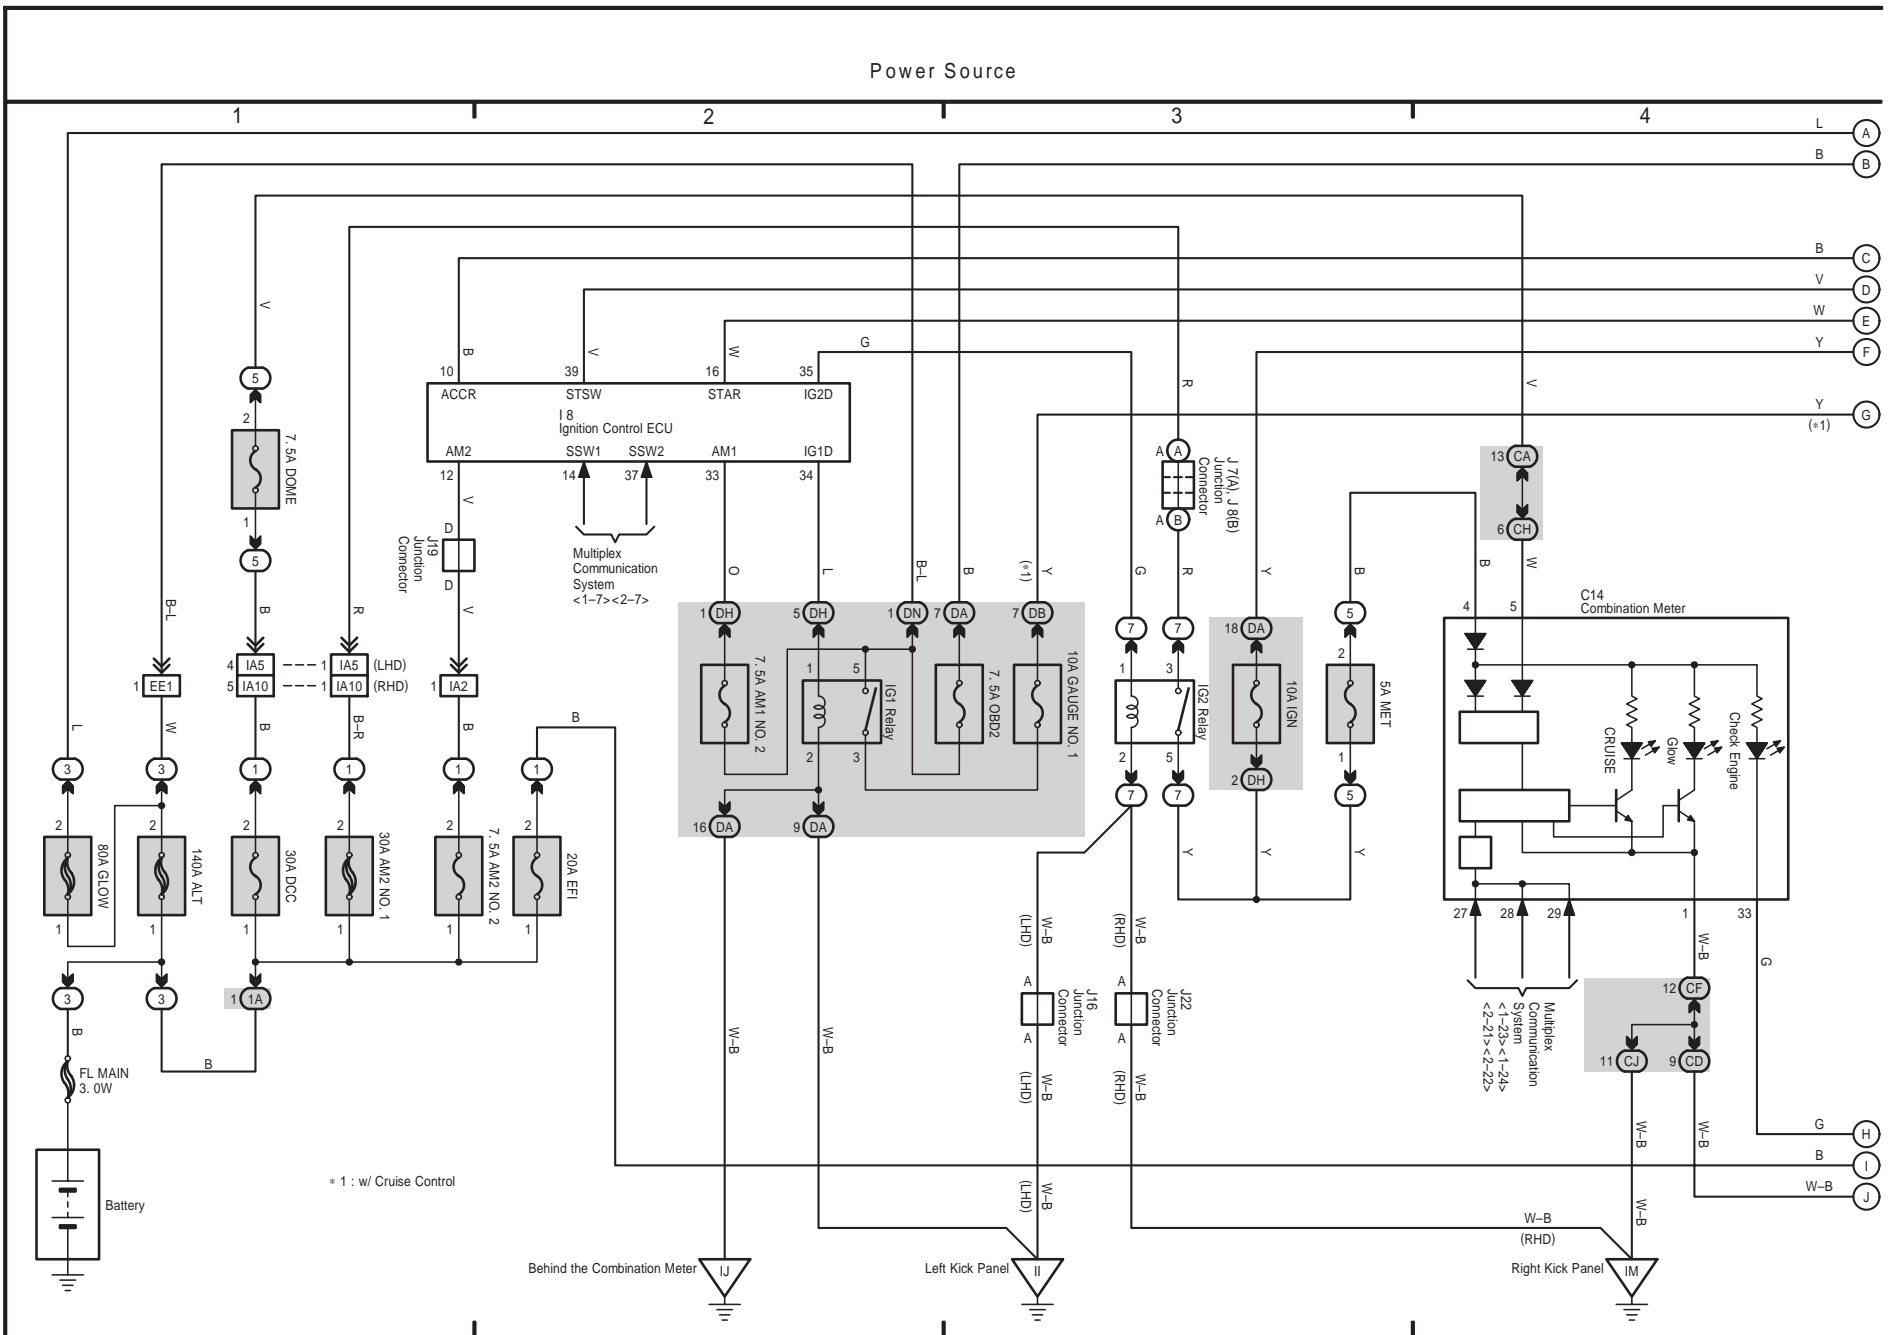 Power Source
1 2 3 4
L A
B B
B C
V D
W E
Y F
Y G
(*1)
V
G
10 39 16 35
B V W R V
ACCR STSW STAR IG2D
I 8
Ignition Control ECU
AM2 SSW1 SSW2 AM1 IG1D
12 14 37 33 34
5
2
7. 5A DOME
1
5
V
D
J19
Junction
Connector
D
V
Multiplex
Communication
System
<1–7><2–7>
A A
J 7(A), J 8(B)
Junction
Connector
A B
13 CA
6 CH
B–L B R O L B–L B Y (*1) G R Y B B W
4 IA5 1 IA5 (LHD)
5 IA10 1 IA10 (RHD)
1 EE1
1 IA2
W B B–R B B
1 DH 5 DH 1 DN 7 DA 7 DB
7. 5A AM1 NO. 2
1 5
IG1 Relay
2 3
7. 5A OBD2
10A GAUGE NO. 1
16 DA 9 DA
7 7
1 3
IG2 Relay
2 5
7 7
18 DA
10A IGN
2 DH
5
2
5A MET
1
5
C14
Combination Meter
4 5
CRUISE
Glow
Check Engine
27 28 29 1 33
L
3 3 1 1 1 1
2 2 2 2 2 2
80A GLOW
140A ALT
30A DCC
30A AM2 NO. 1
7. 5A AM2 NO. 2
20A EFI
1 1 1 1 1 1
3 3 1 1A
B
B
FL MAIN
3. 0W
Battery
Y Y Y
W–B (LHD)
W–B (RHD)
A A
J16
Junction
Connector
J22
Junction
Connector
A A
W–B W–B
W–B (LHD)
W–B (RHD)
W–B (LHD)
Multiplex
Communication
System
<1–23><1–24>
<2–21><2–22>
W–B G
12 CF
11 CJ 9 CD
W–B W–B
G H
B I
W–B J
* 1 : w/ Cruise Control
W–B
W–B
(RHD)
Behind the Combination Meter IJ
Left Kick Panel II
Right Kick Panel IM